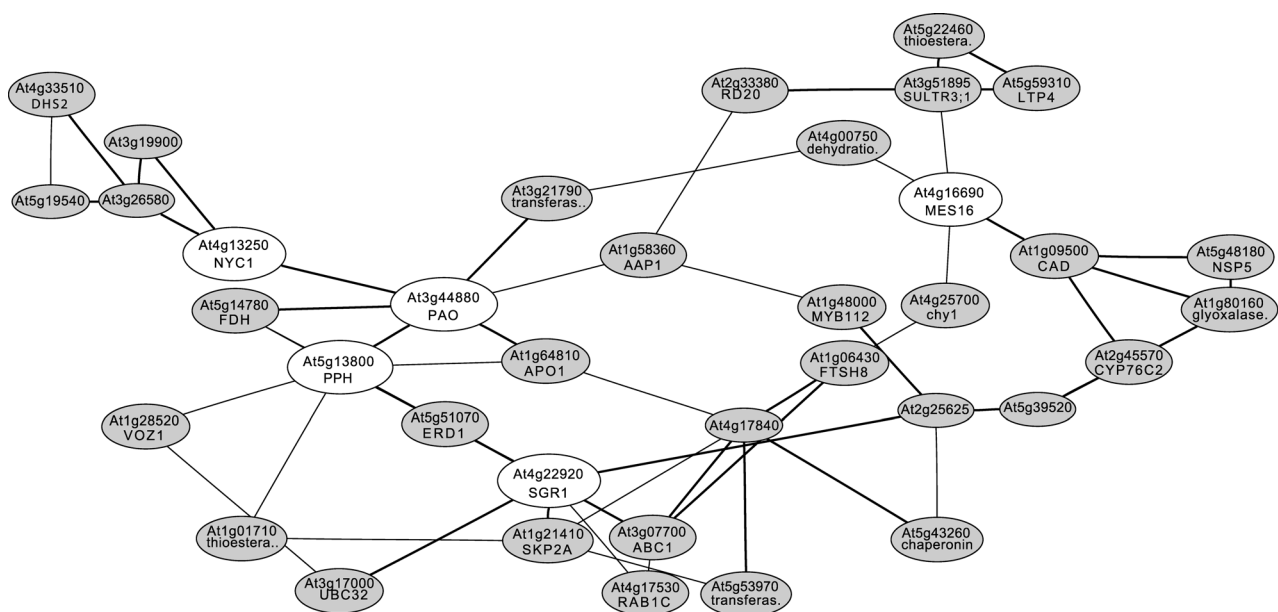 At5g22460
thioestera.
At4g33510
DHS2
At2g33380
RD20
At3g51895
SULTR3;1
At5g59310
LTP4
At3g19900
At4g00750
dehydratio.
At5g19540
At3g26580
At3g21790
transferas..
At4g16690
MES16
At4g13250
NYC1
At1g58360
AAP1
At1g09500
CAD
At5g48180
NSP5
At5g14780
FDH
At3g44880
PAO
At1g48000
MYB112
At4g25700
chy1
At1g80160
glyoxalase.
At5g13800
PPH
At1g64810
APO1
At1g06430
FTSH8
At2g45570
CYP76C2
At1g28520
VOZ1
At5g51070
ERD1
At4g17840
At2g25625
At5g39520
At4g22920
SGR1
At1g01710
thioestera..
At1g21410
SKP2A
At3g07700
ABC1
At5g43260
chaperonin
At3g17000
UBC32
At4g17530
RAB1C
At5g53970
transferas.